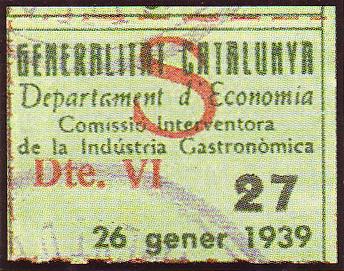 GENERALITAT CATALUNYA
Departament d'Economia
Comissió Interventora
de la Indústria Gastronòmica
S
Dte. VI
27
26 gener 1939